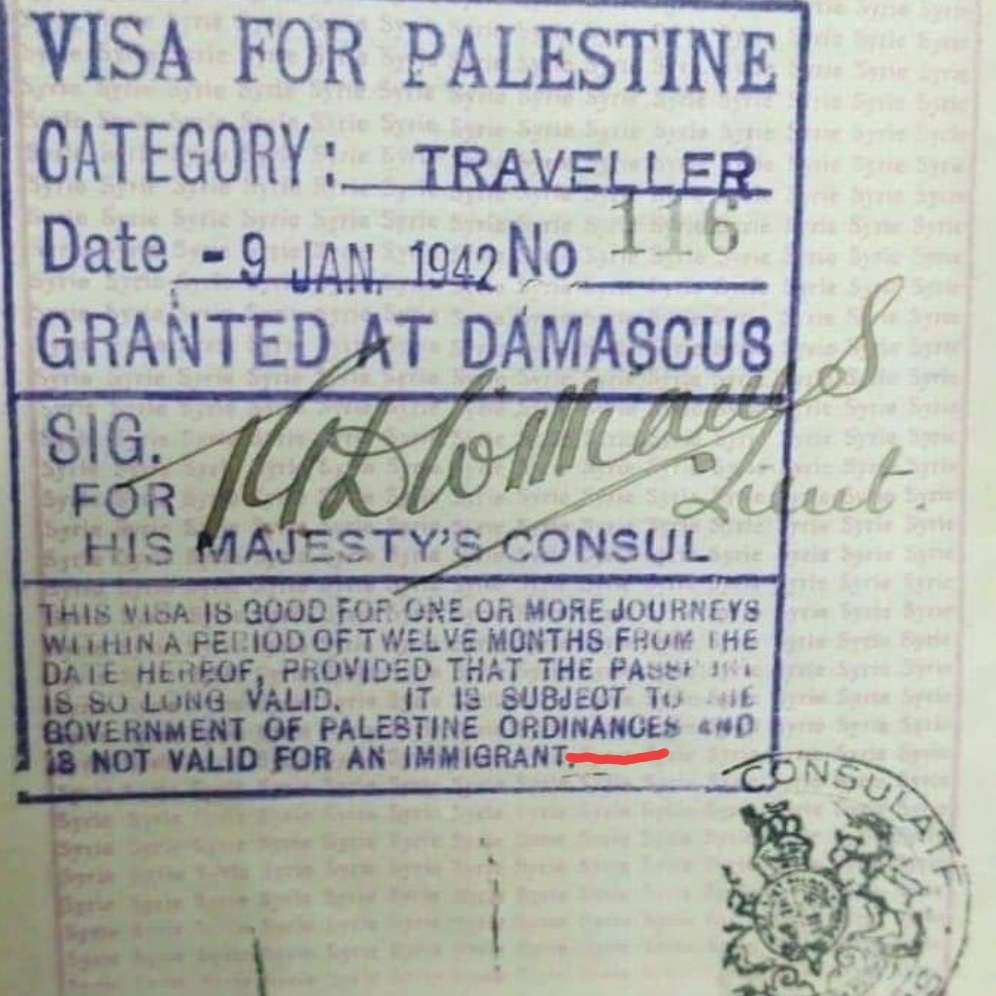 VISA FOR PALESTINE
CATEGORY: TRAVELLER
Date - 9 JAN. 1942 No 116
GRANTED AT DAMASCUS
SIG.
Lieut.
FOR
HIS MAJESTY'S CONSUL
THIS VISA IS GOOD FOR ONE OR MORE JOURNEYS
WITHIN A PERIOD OF TWELVE MONTHS FROM THE
DATE HEREOF, PROVIDED THAT THE PASSPORT
IS SO LONG VALID. IT IS SUBJECT TO THE
GOVERNMENT OF PALESTINE ORDINANCES AND
IS NOT VALID FOR AN IMMIGRANT.
CONSULATE